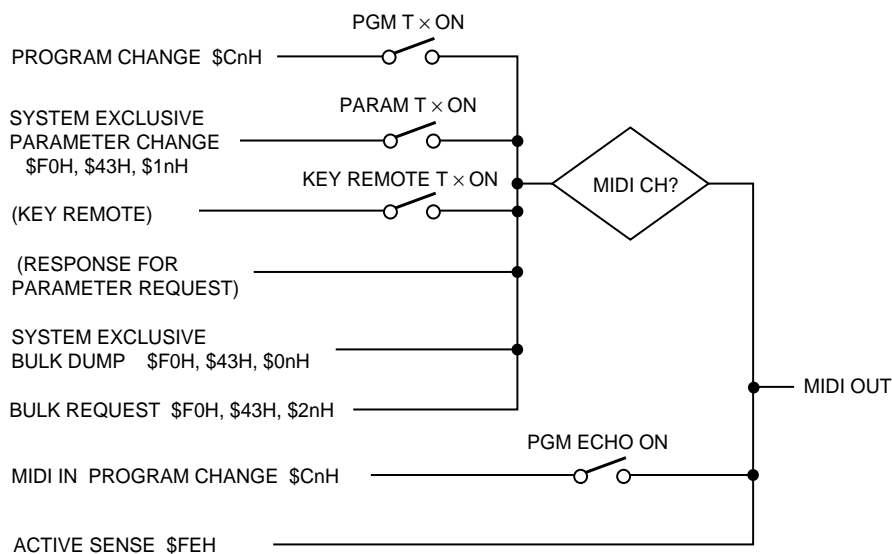 PGM T × ON
PROGRAM CHANGE $CnH
SYSTEM EXCLUSIVE
PARAMETER CHANGE
$F0H, $43H, $1nH
PARAM T × ON
KEY REMOTE T × ON
(KEY REMOTE)
MIDI CH?
(RESPONSE FOR
PARAMETER REQUEST)
SYSTEM EXCLUSIVE
BULK DUMP $F0H, $43H, $0nH
BULK REQUEST $F0H, $43H, $2nH
MIDI OUT
PGM ECHO ON
MIDI IN PROGRAM CHANGE $CnH
ACTIVE SENSE $FEH